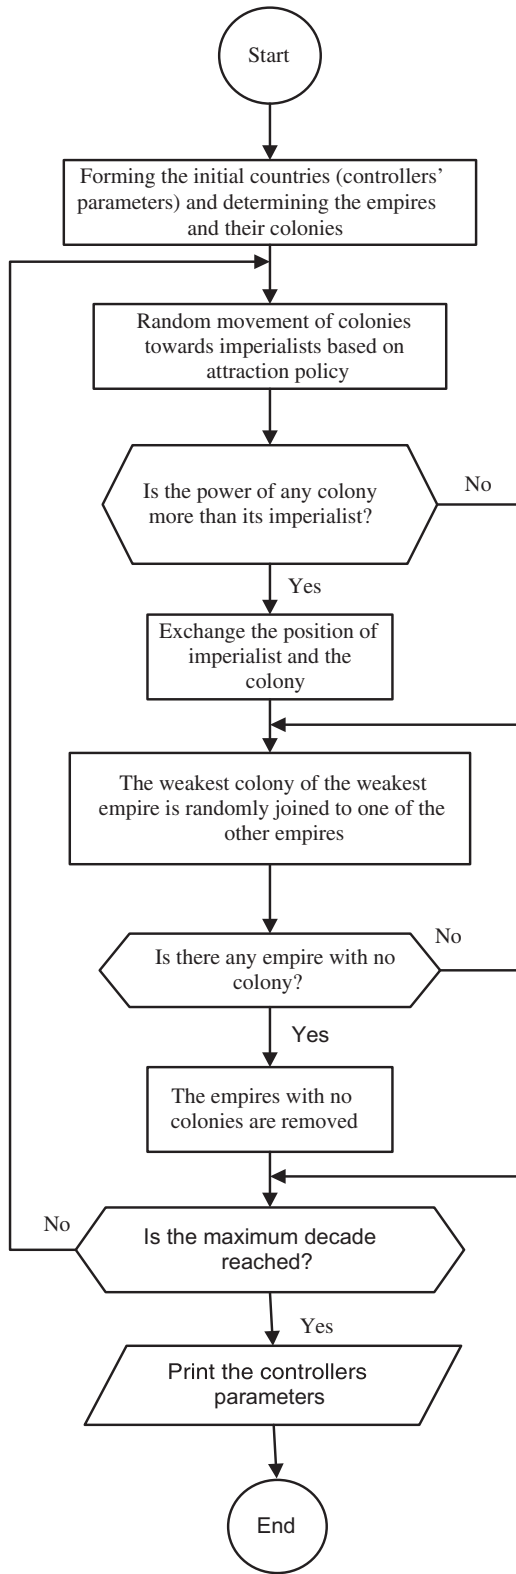 Start
Forming the initial countries (controllers'
parameters) and determining the empires
and their colonies
Random movement of colonies
towards imperialists based on
attraction policy
Is the power of any colony
more than its imperialist?
No
Yes
Exchange the position of
imperialist and the
colony
The weakest colony of the weakest
empire is randomly joined to one of the
other empires
Is there any empire with no
colony?
No
Yes
The empires with no
colonies are removed
No
Is the maximum decade
reached?
Yes
Print the controllers
parameters
End